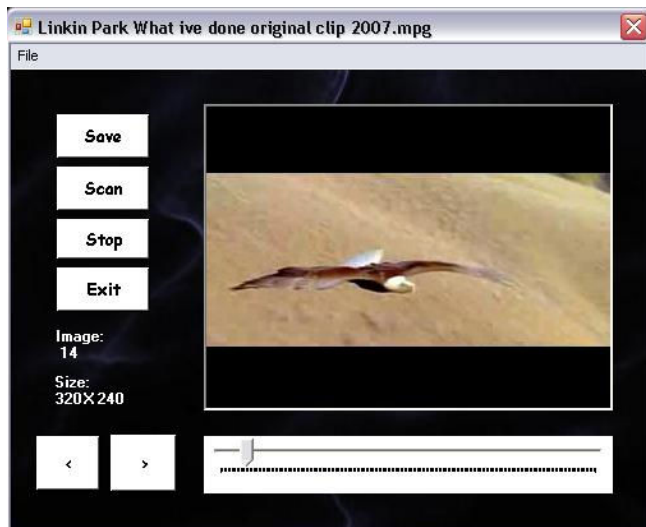 Linkin Park What ive done original clip 2007.mpg
File
Save
Scan
Stop
Exit
Image:
14
Size:
320X240
< >